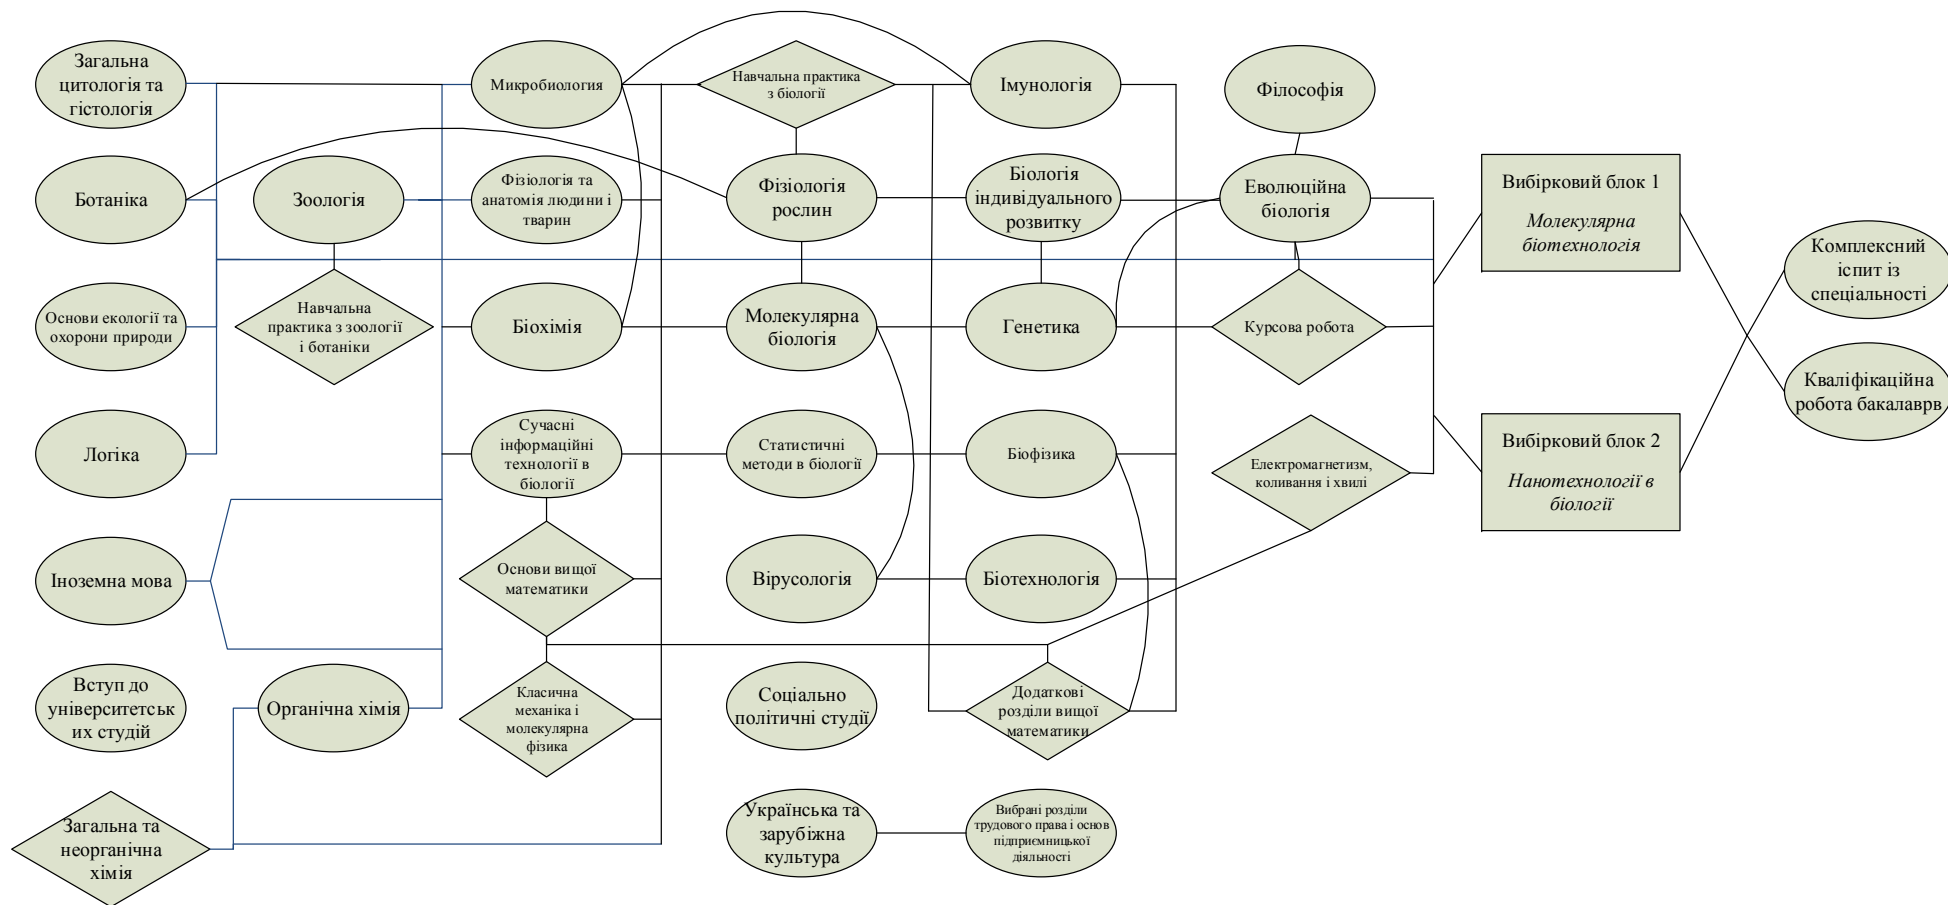 Загальна
цитологія та
гістологія
Микробиология
Навчальна практика
з біології
Імунологія
Філософія
Ботаніка
Зоологія
Фізіологія та
анатомія людини і
тварин
Фізіологія
рослин
Біологія
індивідуального
розвитку
Еволюційна
біологія
Вибірковий блок 1
Молекулярна
біотехнологія
Комплексний
іспит із
спеціальності
Основи екології та
охорони природи
Навчальна
практика з зоології
і ботаніки
Біохімія
Молекулярна
біологія
Генетика
Курсова робота
Кваліфікаційна
робота бакалаврв
Логіка
Сучасні
інформаційні
технології в
біології
Статистичні
методи в біології
Біофізика
Електромагнетизм,
коливання і хвилі
Вибірковий блок 2
Нанотехнології в
біології
Іноземна мова
Основи вищої
математики
Вірусологія
Біотехнологія
Вступ до
університетськ
их студій
Органічна хімія
Класична
механіка і
молекулярна
фізика
Соціально
політичні студії
Додаткові
розділи вищої
математики
Загальна та
неорганічна
хімія
Українська та
зарубіжна
культура
Вибрані розділи
трудового права і основ
підприємницької
діяльності